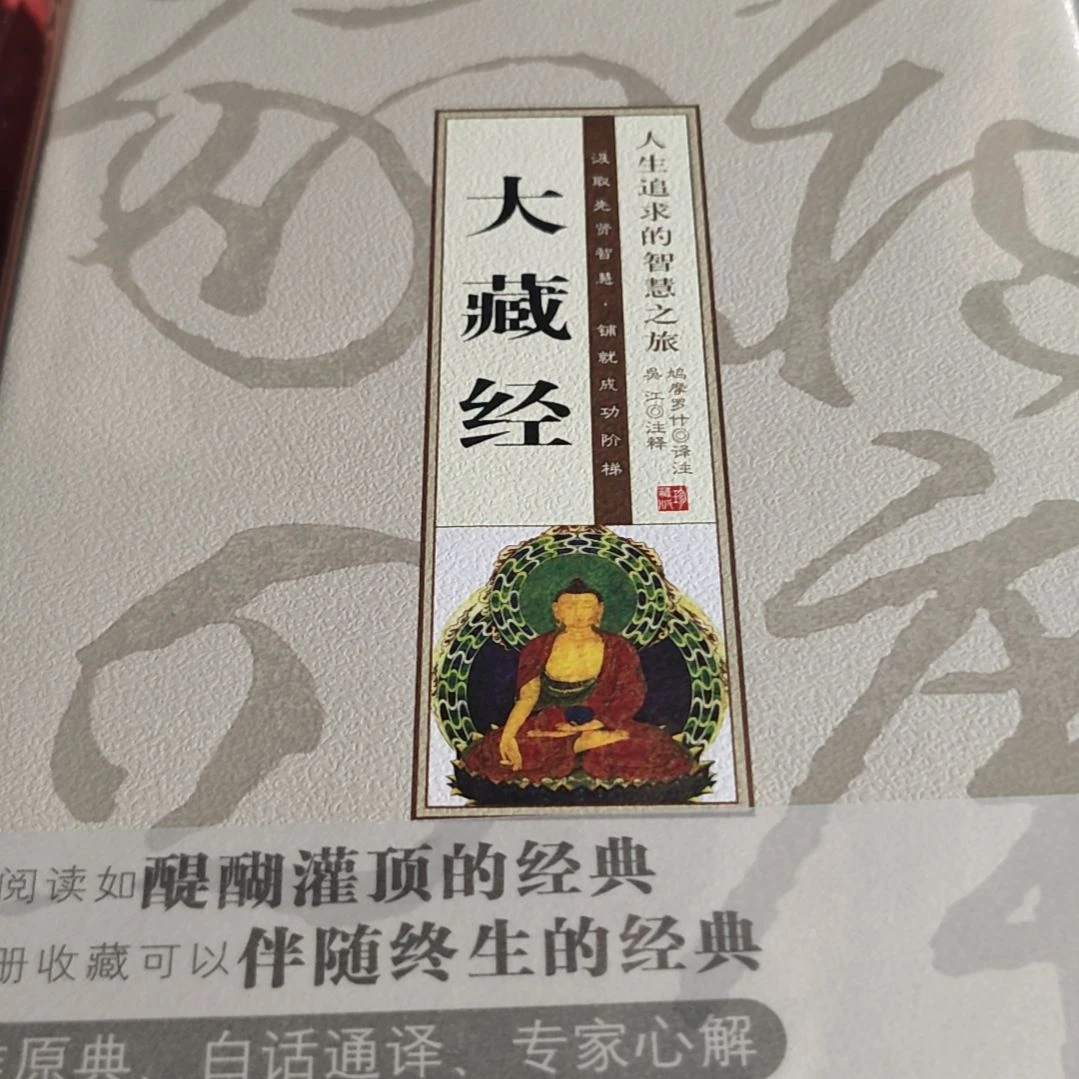 人生追求的智慧之旅
汲取先贤智慧，铺就成功阶梯
大藏经
鸠摩罗什◎译注
吴江◎注释
珍藏版
阅读如醍醐灌顶的经典
册收藏可以伴随终生的经典
原典、白话通译、专家心解